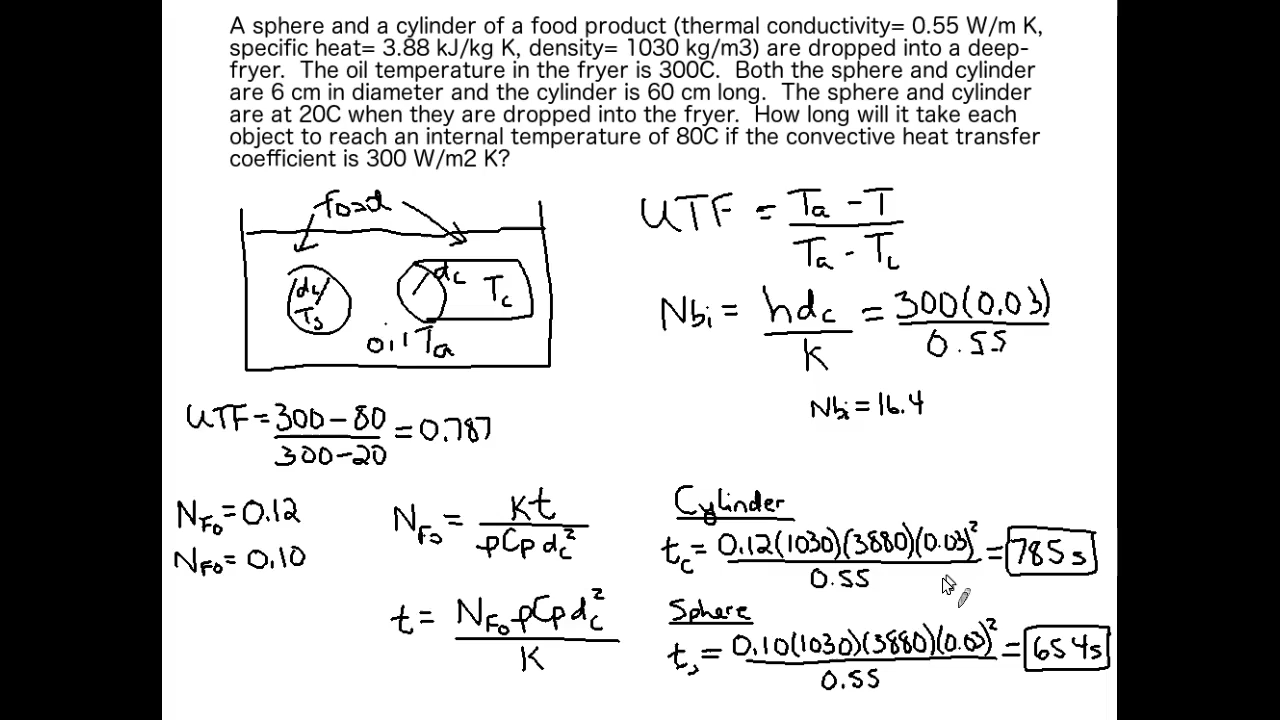 A sphere and a cylinder of a food product (thermal conductivity= 0.55 W/m K,
specific heat= 3.88 kJ/kg K, density= 1030 kg/m3) are dropped into a deep-
fryer. The oil temperature in the fryer is 300C. Both the sphere and cylinder
are 6 cm in diameter and the cylinder is 60 cm long. The sphere and cylinder
are at 20C when they are dropped into the fryer. How long will it take each
object to reach an internal temperature of 80C if the convective heat transfer
coefficient is 300 W/m2 K?
food
dc
Ts
dc
Tc
oil Ta
UTF = Ta - T / Ta - Tc
Nbi = hdc / K = 300(0.03) / 0.55
Nbi = 16.4
UTF = 300 - 80 / 300 - 20 = 0.787
NFo = 0.12
NFo = 0.10
NFo = Kt / ρCp dc²
t = NFo ρCp dc² / K
Cylinder
tc = 0.12(1030)(3880)(0.03)² / 0.55 = 785 s
Sphere
ts = 0.10(1030)(3880)(0.03)² / 0.55 = 654 s